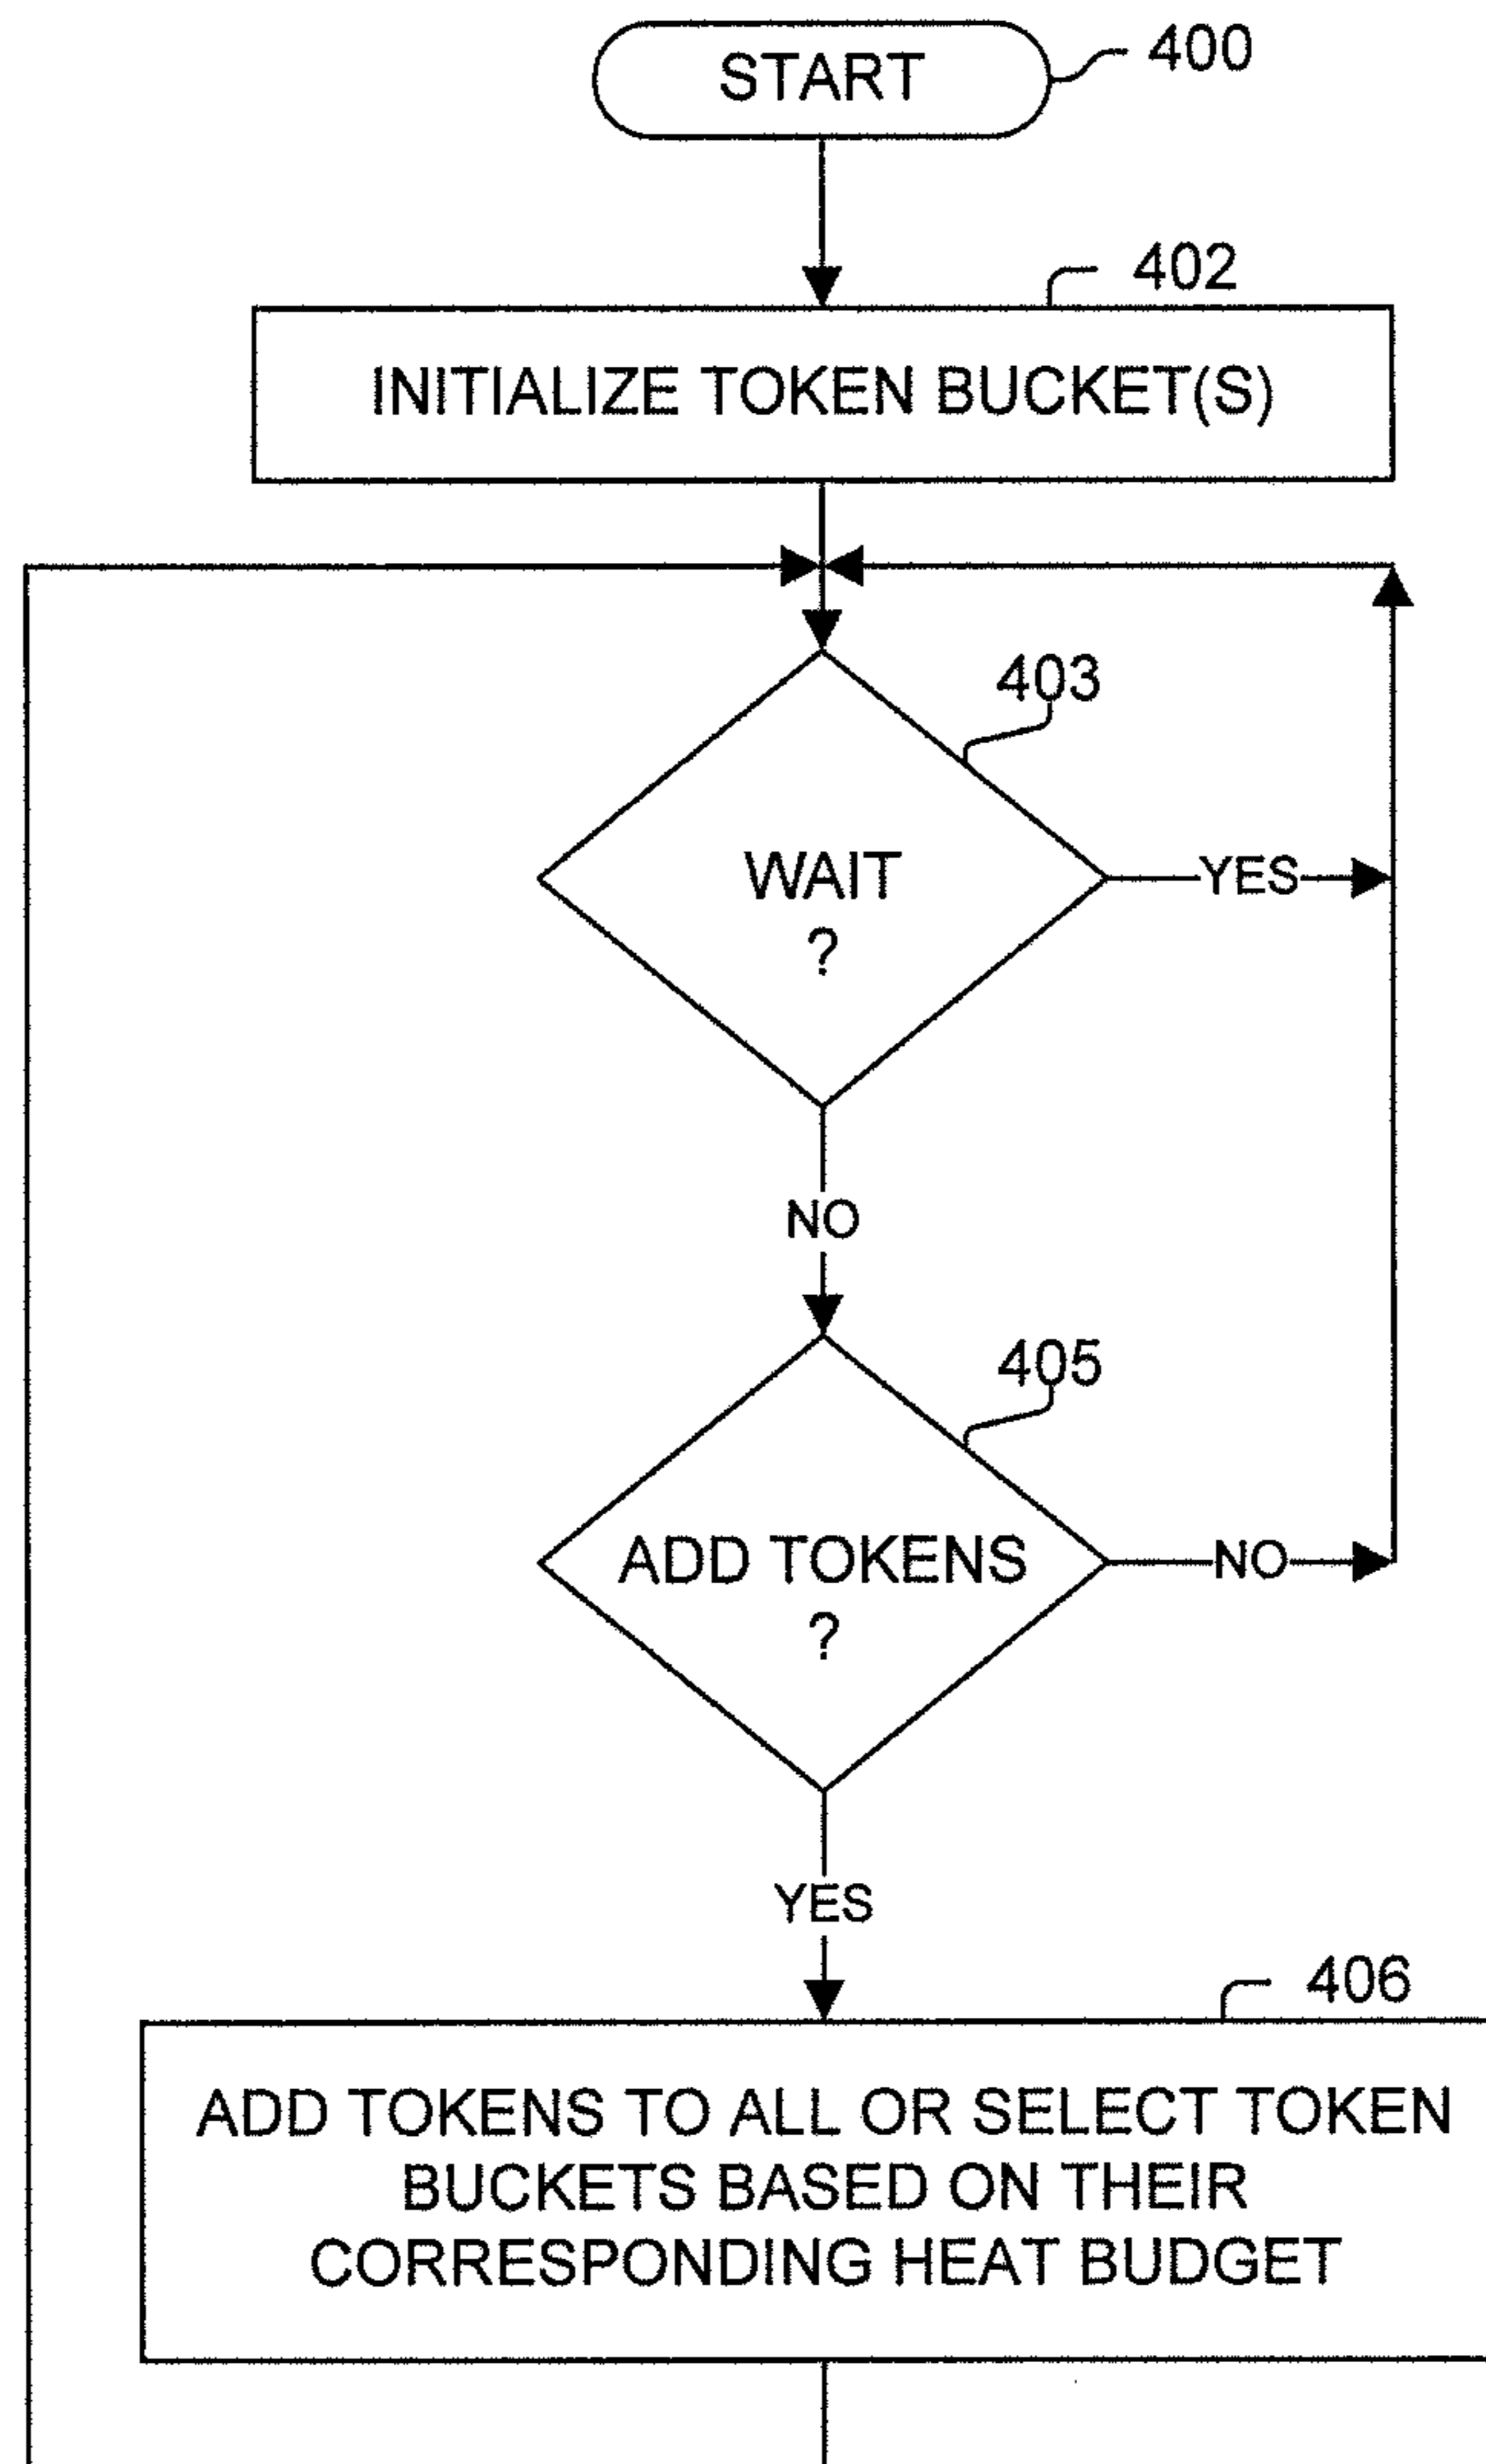 START
400
402
INITIALIZE TOKEN BUCKET(S)
403
WAIT
?
YES
NO
405
ADD TOKENS
?
NO
YES
406
ADD TOKENS TO ALL OR SELECT TOKEN
BUCKETS BASED ON THEIR
CORRESPONDING HEAT BUDGET